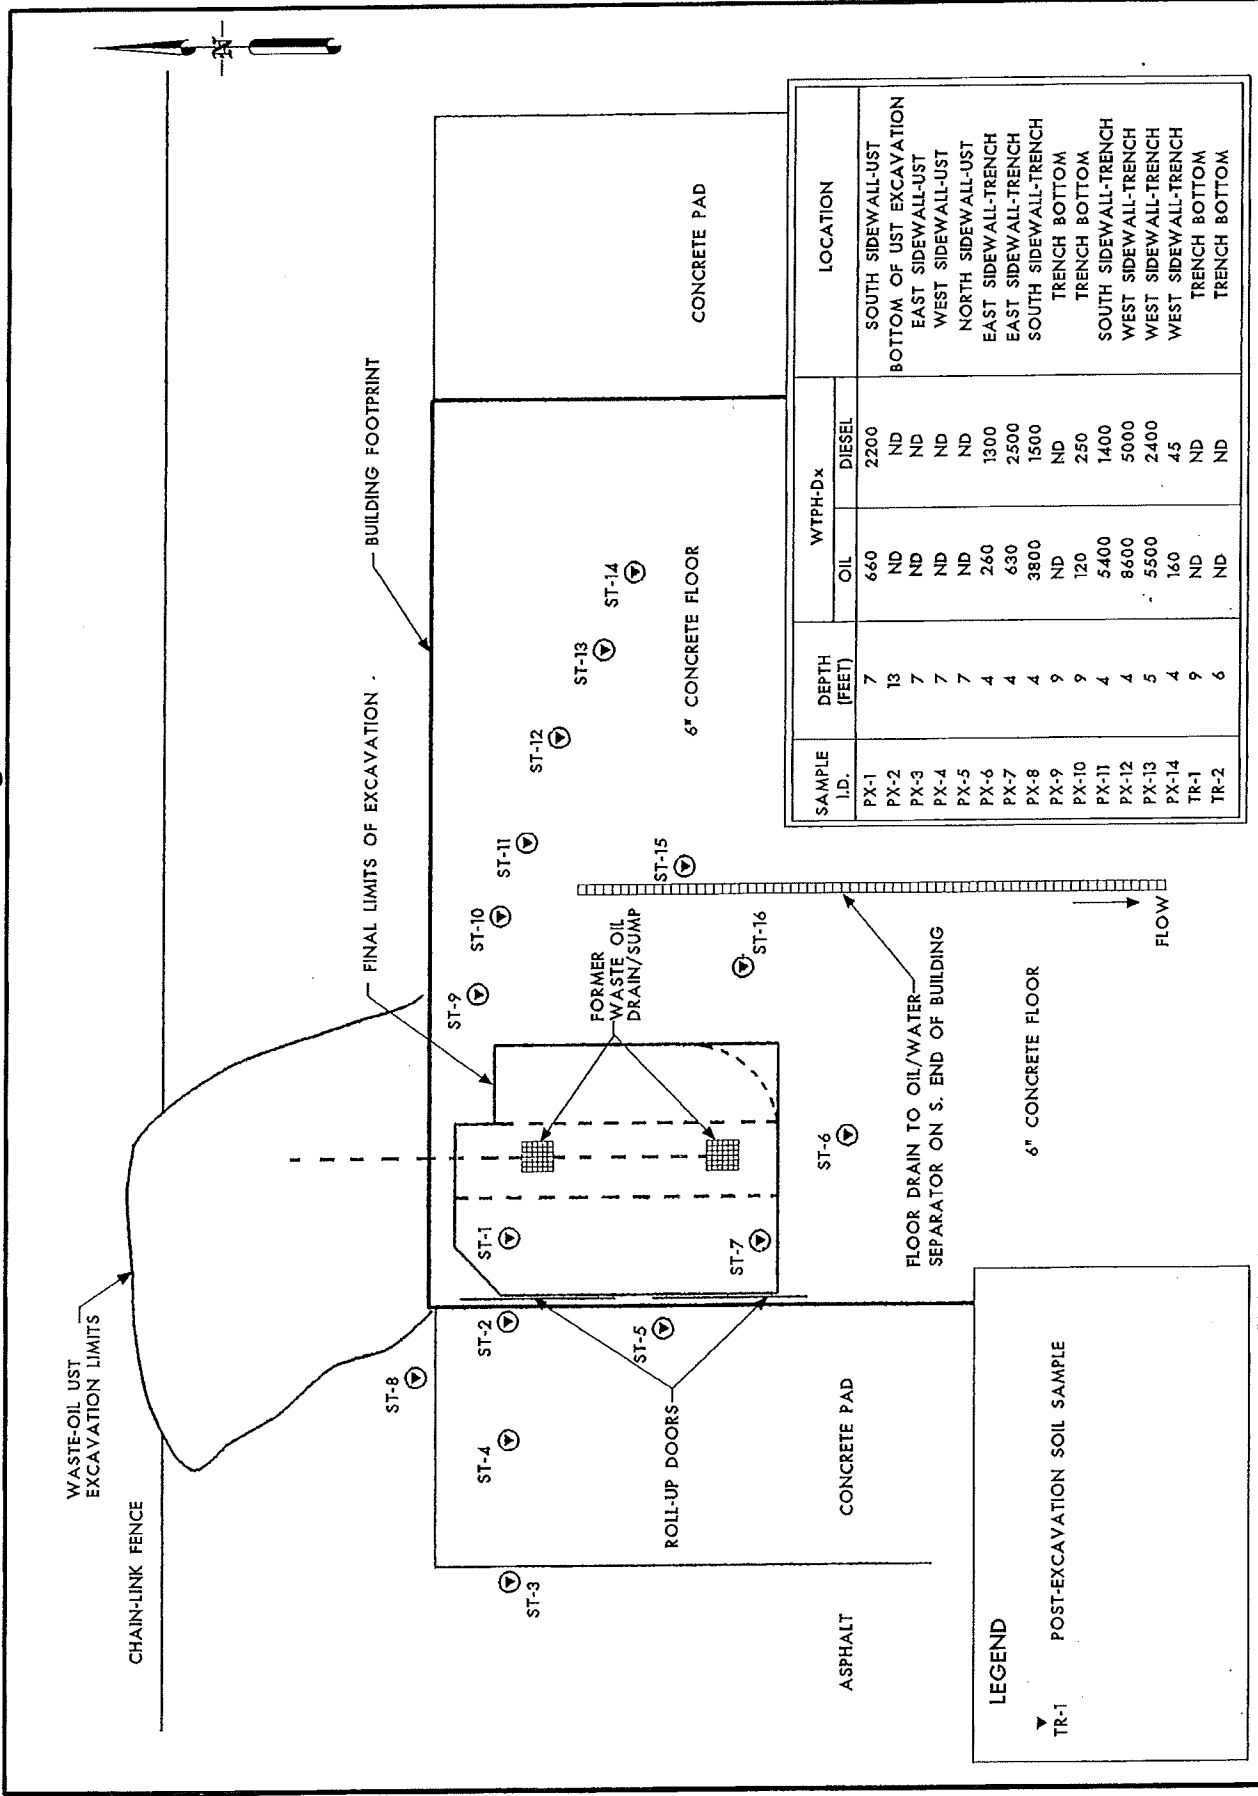 WASTE-OIL UST
EXCAVATION LIMITS
CHAIN-LINK FENCE
N
FINAL LIMITS OF EXCAVATION
BUILDING FOOTPRINT
ST-8
ST-9
ST-10
ST-11
ST-12
ST-13
ST-14
ST-3
ST-4
ST-2
ST-1
FORMER
WASTE OIL
DRAIN/SUMP
ST-15
ST-5
ST-7
ST-16
ST-6
6" CONCRETE FLOOR
CONCRETE PAD
ROLL-UP DOORS
ASPHALT
CONCRETE PAD
FLOOR DRAIN TO OIL/WATER
SEPARATOR ON S. END OF BUILDING
6" CONCRETE FLOOR
FLOW
LEGEND
TR-1 POST-EXCAVATION SOIL SAMPLE
SAMPLE I.D. DEPTH (FEET) WTPH-Dx LOCATION
OIL DIESEL
PX-1 7 660 2200 SOUTH SIDEWALL-UST
PX-2 13 ND ND BOTTOM OF UST EXCAVATION
PX-3 7 ND ND EAST SIDEWALL-UST
PX-4 7 ND ND WEST SIDEWALL-UST
PX-5 7 ND ND NORTH SIDEWALL-UST
PX-6 4 260 1300 EAST SIDEWALL-TRENCH
PX-7 4 630 2500 EAST SIDEWALL-TRENCH
PX-8 4 3800 1500 SOUTH SIDEWALL-TRENCH
PX-9 9 ND ND TRENCH BOTTOM
PX-10 9 120 250 TRENCH BOTTOM
PX-11 4 5400 1400 SOUTH SIDEWALL-TRENCH
PX-12 4 8600 5000 WEST SIDEWALL-TRENCH
PX-13 5 5500 2400 WEST SIDEWALL-TRENCH
PX-14 4 160 45 WEST SIDEWALL-TRENCH
TR-1 9 ND ND TRENCH BOTTOM
TR-2 6 ND ND TRENCH BOTTOM